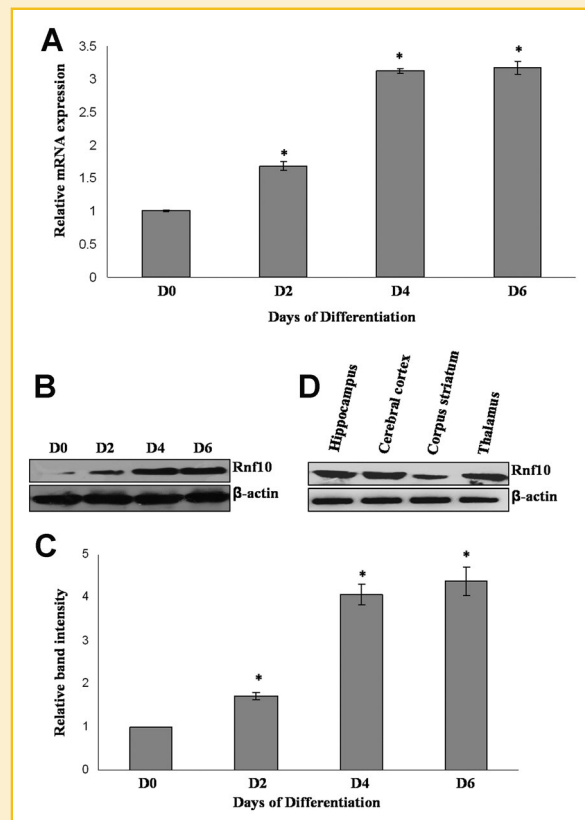 A
3.5
3
2.5
2
1.5
1
0.5
0
Relative mRNA expression
* * *
D0 D2 D4 D6
Days of Differentiation
B
D0 D2 D4 D6
Rnf10
β-actin
D
Hippocampus
Cerebral cortex
Corpus striatum
Thalamus
Rnf10
β-actin
C
5
4
3
2
1
0
Relative band intensity
* * *
D0 D2 D4 D6
Days of Differentiation